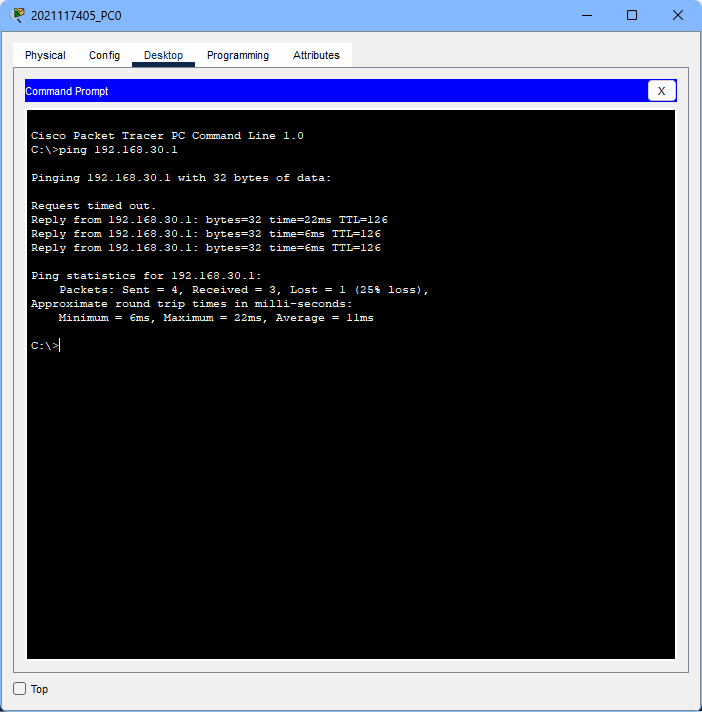 2021117405_PC0
Physical Config Desktop Programming Attributes
Command Prompt X
Cisco Packet Tracer PC Command Line 1.0
C:\>ping 192.168.30.1
Pinging 192.168.30.1 with 32 bytes of data:
Request timed out.
Reply from 192.168.30.1: bytes=32 time=22ms TTL=126
Reply from 192.168.30.1: bytes=32 time=6ms TTL=126
Reply from 192.168.30.1: bytes=32 time=6ms TTL=126
Ping statistics for 192.168.30.1:
    Packets: Sent = 4, Received = 3, Lost = 1 (25% loss),
Approximate round trip times in milli-seconds:
    Minimum = 6ms, Maximum = 22ms, Average = 11ms
C:\>
Top